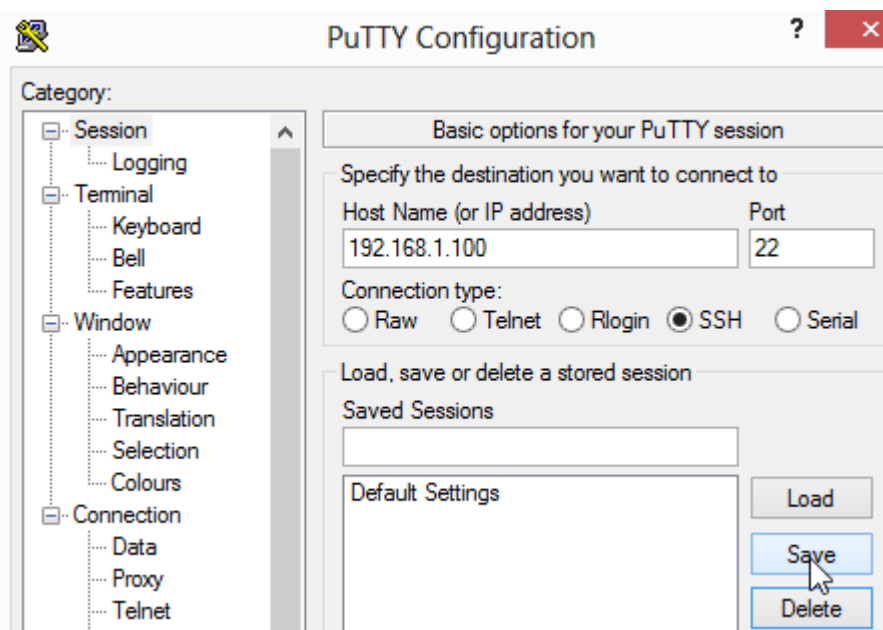 PuTTY Configuration
?
Category:
Session
Logging
Terminal
Keyboard
Bell
Features
Window
Appearance
Behaviour
Translation
Selection
Colours
Connection
Data
Proxy
Telnet
Basic options for your PuTTY session
Specify the destination you want to connect to
Host Name (or IP address) Port
192.168.1.100 22
Connection type:
Raw Telnet Rlogin SSH Serial
Load, save or delete a stored session
Saved Sessions
Default Settings
Load
Save
Delete